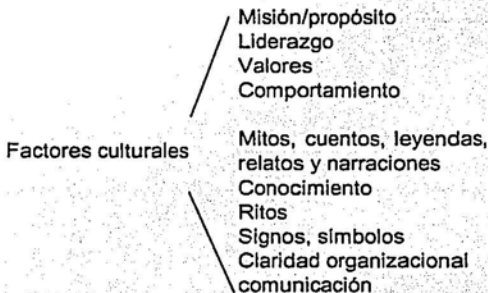 Misión/propósito
Liderazgo
Valores
Comportamiento
Factores culturales
Mitos, cuentos, leyendas,
relatos y narraciones
Conocimiento
Ritos
Signos, símbolos
Claridad organizacional
comunicación